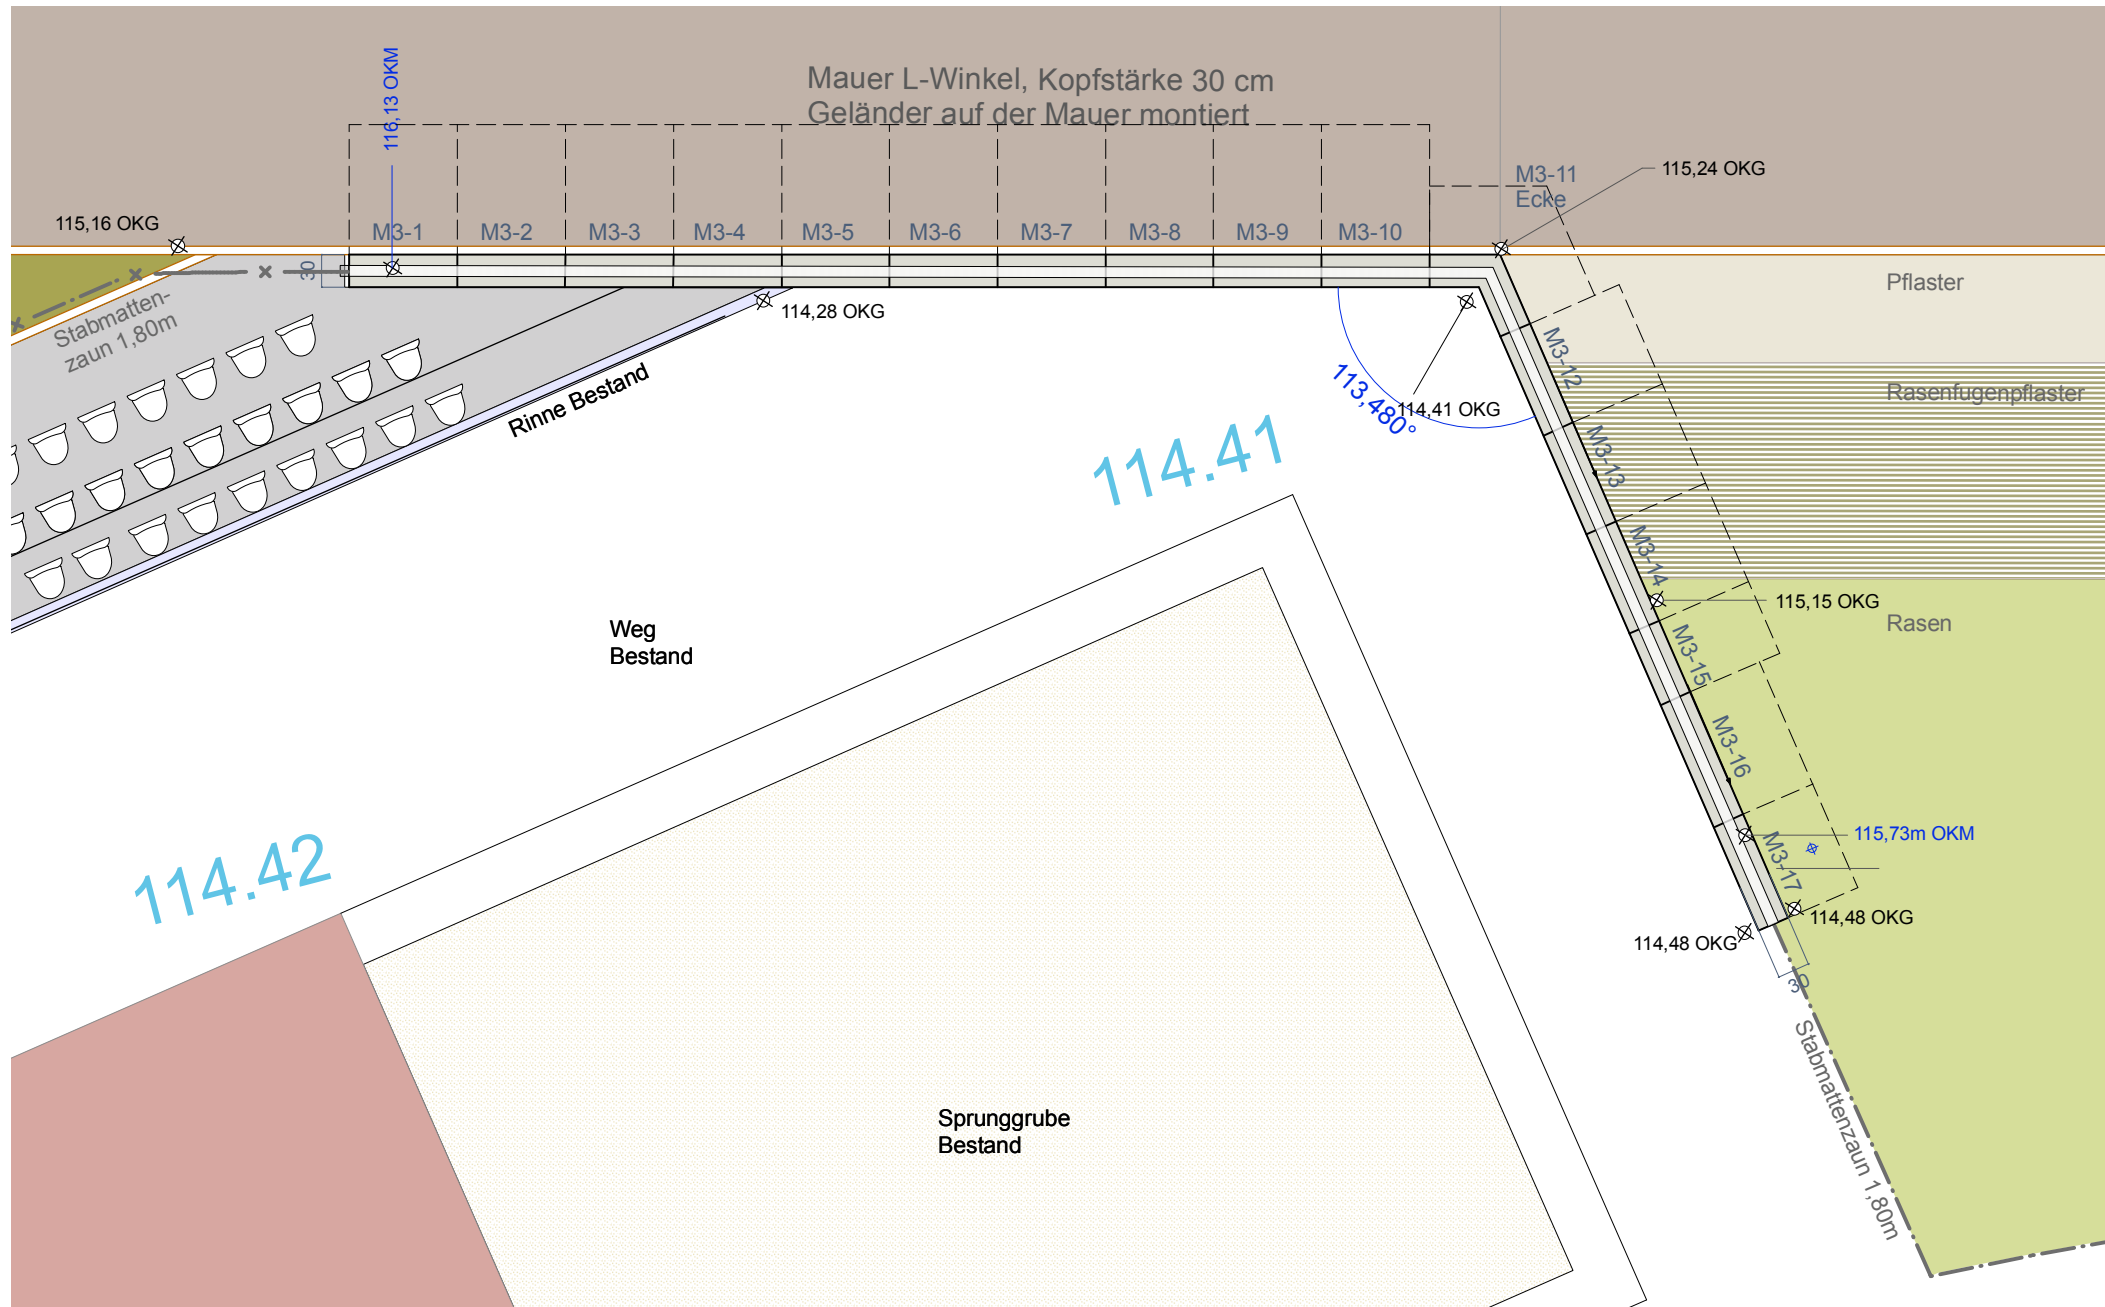 Mauer L-Winkel, Kopfstärke 30 cm
Geländer auf der Mauer montiert
116,13 OKM
115,16 OKG
M3-1
M3-2
M3-3
M3-4
M3-5
M3-6
M3-7
M3-8
M3-9
M3-10
M3-11
Ecke
115,24 OKG
30
Stabmatten-
zaun 1,80m
114,28 OKG
Rinne Bestand
113,480°
114,41 OKG
114.41
Pflaster
M3-12
Rasenfugenpflaster
M3-13
M3-14
115,15 OKG
Rasen
M3-15
Weg
Bestand
M3-16
115,73m OKM
M3-17
114,48 OKG
114,48 OKG
30
114.42
Stabmattenzaun 1,80m
Sprunggrube
Bestand